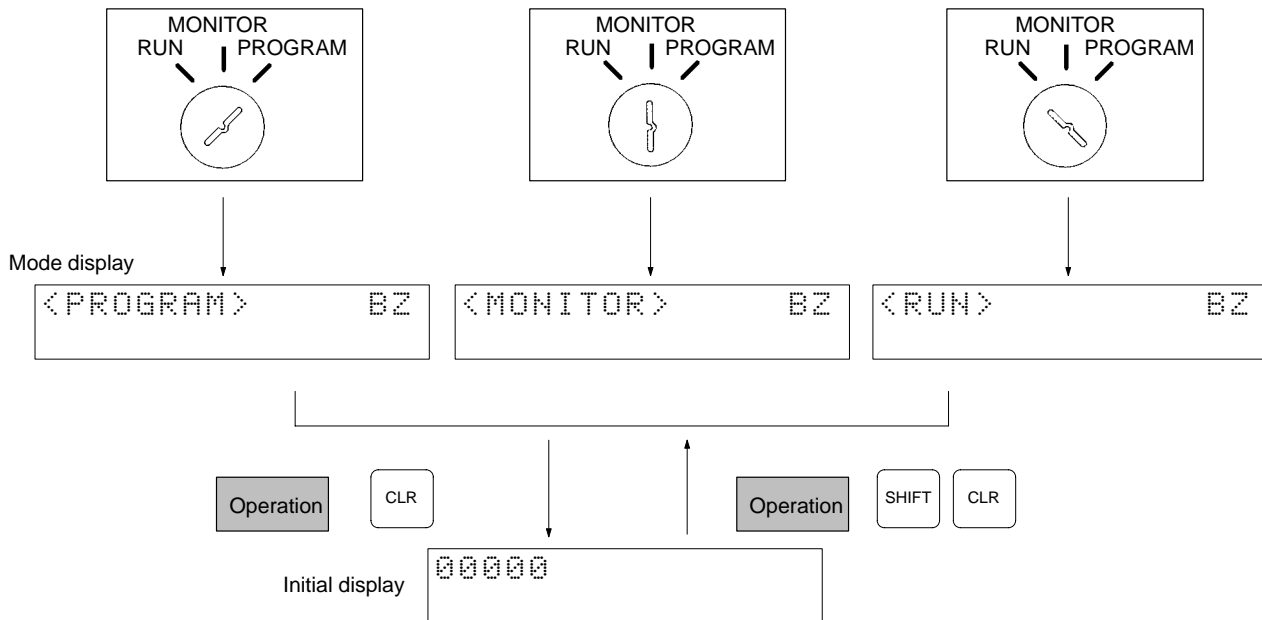 MONITOR
RUN PROGRAM
MONITOR
RUN PROGRAM
MONITOR
RUN PROGRAM
Mode display
<PROGRAM> BZ
<MONITOR> BZ
<RUN> BZ
Operation CLR
Operation SHIFT CLR
Initial display
00000